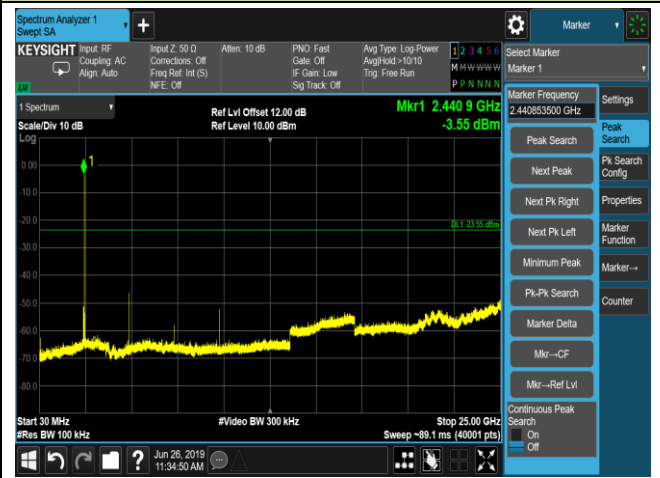 Spectrum Analyzer 1
Swept SA
Marker
KEYSIGHT
Input: RF
Coupling: AC
Align: Auto
Input Z: 50 Ω
Corrections: Off
Freq Ref: Int (S)
NFE: Off
Atten: 10 dB
PNO: Fast
Gate: Off
IF Gain: Low
Sig Track: Off
Avg Type: Log-Power
Avg|Hold:>10/10
Trig: Free Run
1 2 3 4 5 6
M M W W W W
P P N N N N
Select Marker
Marker 1
1 Spectrum
Scale/Div 10 dB
Log
Ref Lvl Offset 12.00 dB
Ref Level 10.00 dBm
Mkr1 2.440 9 GHz
-3.55 dBm
1
0.00
-10.0
-20.0
-30.0
-40.0
-50.0
-60.0
-70.0
-80.0
DL1 -23.55 dBm
Start 30 MHz
#Res BW 100 kHz
#Video BW 300 kHz
Stop 25.00 GHz
Sweep ~89.1 ms (40001 pts)
Marker Frequency
2.440853500 GHz
Peak Search
Next Peak
Next Pk Right
Next Pk Left
Minimum Peak
Pk-Pk Search
Marker Delta
Mkr→CF
Mkr→Ref Lvl
Continuous Peak
Search
On
Off
Settings
Peak
Search
Pk Search
Config
Properties
Marker
Function
Marker→
Counter
?
Jun 26, 2019
11:34:50 AM